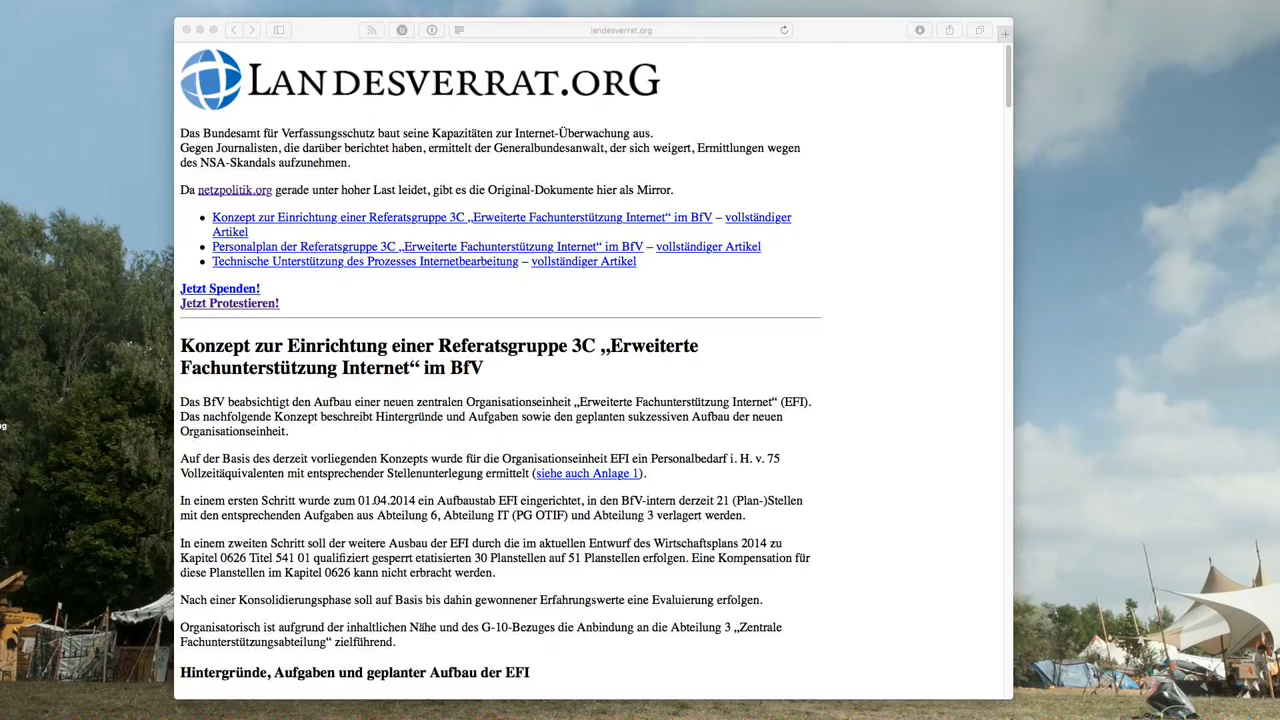 landesverrat.org
LANDESVERRAT.ORG
Das Bundesamt für Verfassungsschutz baut seine Kapazitäten zur Internet-Überwachung aus.
Gegen Journalisten, die darüber berichtet haben, ermittelt der Generalbundesanwalt, der sich weigert, Ermittlungen wegen
des NSA-Skandals aufzunehmen.
Da netzpolitik.org gerade unter hoher Last leidet, gibt es die Original-Dokumente hier als Mirror.
• Konzept zur Einrichtung einer Referatsgruppe 3C „Erweiterte Fachunterstützung Internet“ im BfV – vollständiger
Artikel
• Personalplan der Referatsgruppe 3C „Erweiterte Fachunterstützung Internet“ im BfV – vollständiger Artikel
• Technische Unterstützung des Prozesses Internetbearbeitung – vollständiger Artikel
Jetzt Spenden!
Jetzt Protestieren!
Konzept zur Einrichtung einer Referatsgruppe 3C „Erweiterte
Fachunterstützung Internet“ im BfV
Das BfV beabsichtigt den Aufbau einer neuen zentralen Organisationseinheit „Erweiterte Fachunterstützung Internet“ (EFI).
Das nachfolgende Konzept beschreibt Hintergründe und Aufgaben sowie den geplanten sukzessiven Aufbau der neuen
Organisationseinheit.
Auf der Basis des derzeit vorliegenden Konzepts wurde für die Organisationseinheit EFI ein Personalbedarf i. H. v. 75
Vollzeitäquivalenten mit entsprechender Stellenunterlegung ermittelt (siehe auch Anlage 1).
In einem ersten Schritt wurde zum 01.04.2014 ein Aufbaustab EFI eingerichtet, in den BfV-intern derzeit 21 (Plan-)Stellen
mit den entsprechenden Aufgaben aus Abteilung 6, Abteilung IT (PG OTIF) und Abteilung 3 verlagert werden.
In einem zweiten Schritt soll der weitere Ausbau der EFI durch die im aktuellen Entwurf des Wirtschaftsplans 2014 zu
Kapitel 0626 Titel 541 01 qualifiziert gesperrt etatisierten 30 Planstellen auf 51 Planstellen erfolgen. Eine Kompensation für
diese Planstellen im Kapitel 0626 kann nicht erbracht werden.
Nach einer Konsolidierungsphase soll auf Basis bis dahin gewonnener Erfahrungswerte eine Evaluierung erfolgen.
Organisatorisch ist aufgrund der inhaltlichen Nähe und des G-10-Bezuges die Anbindung an die Abteilung 3 „Zentrale
Fachunterstützungsabteilung“ zielführend.
Hintergründe, Aufgaben und geplanter Aufbau der EFI